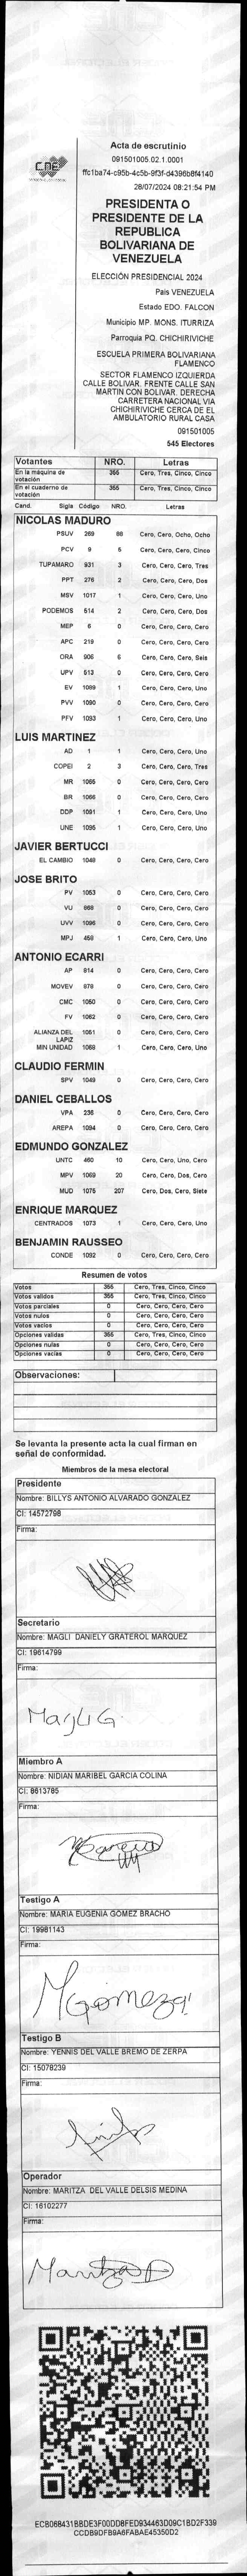 CNE
Acta de escrutinio
091501005.02.1.0001
ffc1ba74-c95b-4c5b-9f3f-d4396b8f4140
28/07/2024 08:21:54 PM
PRESIDENTA O
PRESIDENTE DE LA
REPUBLICA
BOLIVARIANA DE
VENEZUELA
ELECCIÓN PRESIDENCIAL 2024
Pais VENEZUELA
Estado EDO. FALCON
Municipio MP. MONS. ITURRIZA
Parroquia PQ. CHICHIRIVICHE
ESCUELA PRIMERA BOLIVARIANA
FLAMENCO
SECTOR FLAMENCO IZQUIERDA
CALLE BOLIVAR. FRENTE CALLE SAN
MARTIN CON BOLIVAR. DERECHA
CARRETERA NACIONAL VIA
CHICHIRIVICHE CERCA DE EL
AMBULATORIO RURAL CASA
091501005
545 Electores
Votantes NRO. Letras
En la máquina de votación 355 Cero, Tres, Cinco, Cinco
En el cuaderno de votación 355 Cero, Tres, Cinco, Cinco
Cand. Sigla Código NRO. Letras
NICOLAS MADURO
PSUV 269 88 Cero, Cero, Ocho, Ocho
PCV 9 5 Cero, Cero, Cero, Cinco
TUPAMARO 931 3 Cero, Cero, Cero, Tres
PPT 276 2 Cero, Cero, Cero, Dos
MSV 1017 1 Cero, Cero, Cero, Uno
PODEMOS 514 2 Cero, Cero, Cero, Dos
MEP 6 0 Cero, Cero, Cero, Cero
APC 219 0 Cero, Cero, Cero, Cero
ORA 906 6 Cero, Cero, Cero, Seis
UPV 513 0 Cero, Cero, Cero, Cero
EV 1089 1 Cero, Cero, Cero, Uno
PVV 1090 0 Cero, Cero, Cero, Cero
PFV 1093 1 Cero, Cero, Cero, Uno
LUIS MARTINEZ
AD 1 1 Cero, Cero, Cero, Uno
COPEI 2 3 Cero, Cero, Cero, Tres
MR 1065 0 Cero, Cero, Cero, Cero
BR 1066 0 Cero, Cero, Cero, Cero
DDP 1091 1 Cero, Cero, Cero, Uno
UNE 1095 1 Cero, Cero, Cero, Uno
JAVIER BERTUCCI
EL CAMBIO 1048 0 Cero, Cero, Cero, Cero
JOSE BRITO
PV 1053 0 Cero, Cero, Cero, Cero
VU 868 0 Cero, Cero, Cero, Cero
UVV 1096 0 Cero, Cero, Cero, Cero
MPJ 458 1 Cero, Cero, Cero, Uno
ANTONIO ECARRI
AP 814 0 Cero, Cero, Cero, Cero
MOVEV 878 0 Cero, Cero, Cero, Cero
CMC 1050 0 Cero, Cero, Cero, Cero
FV 1062 0 Cero, Cero, Cero, Cero
ALIANZA DEL LAPIZ 1051 0 Cero, Cero, Cero, Cero
MIN UNIDAD 1068 1 Cero, Cero, Cero, Uno
CLAUDIO FERMIN
SPV 1049 0 Cero, Cero, Cero, Cero
DANIEL CEBALLOS
VPA 236 0 Cero, Cero, Cero, Cero
AREPA 1094 0 Cero, Cero, Cero, Cero
EDMUNDO GONZALEZ
UNTC 460 10 Cero, Cero, Uno, Cero
MPV 1069 20 Cero, Cero, Dos, Cero
MUD 1075 207 Cero, Dos, Cero, Siete
ENRIQUE MARQUEZ
CENTRADOS 1073 1 Cero, Cero, Cero, Uno
BENJAMIN RAUSSEO
CONDE 1092 0 Cero, Cero, Cero, Cero
Resumen de votos
Votos 355 Cero, Tres, Cinco, Cinco
Votos validos 355 Cero, Tres, Cinco, Cinco
Votos parciales 0 Cero, Cero, Cero, Cero
Votos nulos 0 Cero, Cero, Cero, Cero
Votos vacíos 0 Cero, Cero, Cero, Cero
Opciones validas 355 Cero, Tres, Cinco, Cinco
Opciones nulas 0 Cero, Cero, Cero, Cero
Opciones vacías 0 Cero, Cero, Cero, Cero
Observaciones:
Se levanta la presente acta la cual firman en
señal de conformidad.
Miembros de la mesa electoral
Presidente
Nombre: BILLYS ANTONIO ALVARADO GONZALEZ
CI: 14572798
Firma:
Secretario
Nombre: MAGLI DANIELY GRATEROL MARQUEZ
CI: 19614799
Firma:
Magli G
Miembro A
Nombre: NIDIAN MARIBEL GARCIA COLINA
CI: 8613765
Firma:
Testigo A
Nombre: MARIA EUGENIA GOMEZ BRACHO
CI: 19981143
Firma:
MGomez
Testigo B
Nombre: YENNIS DEL VALLE BREMO DE ZERPA
CI: 15078239
Firma:
Operador
Nombre: MARITZA DEL VALLE DELSIS MEDINA
CI: 16102277
Firma:
Maritza D
ECB068431BBDE3F00DD8FED934463D09C1BD2F339
CCDB9DFB9A6FABAE45350D2